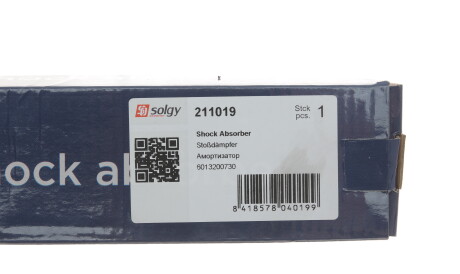 solgy
211019
Stck
pcs. 1
Shock Absorber
Stoßdämpfer
Амортизатор
6013200730
8 418578 040199
ock ab